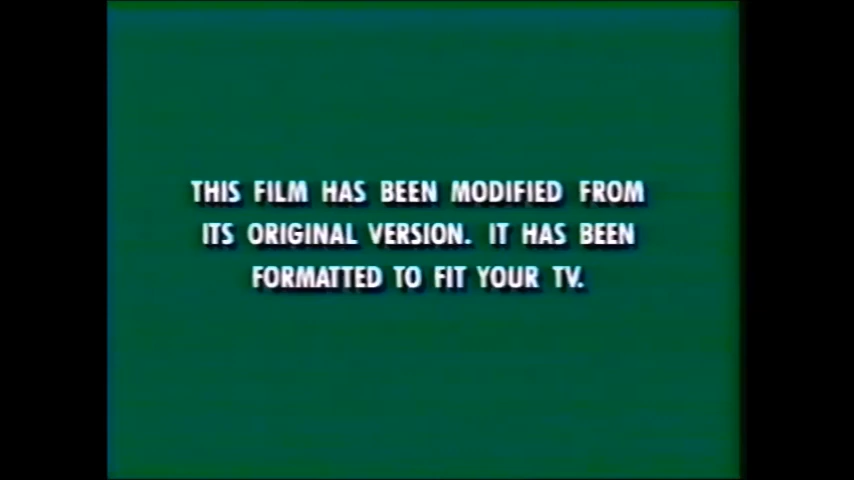 THIS FILM HAS BEEN MODIFIED FROM
ITS ORIGINAL VERSION. IT HAS BEEN
FORMATTED TO FIT YOUR TV.